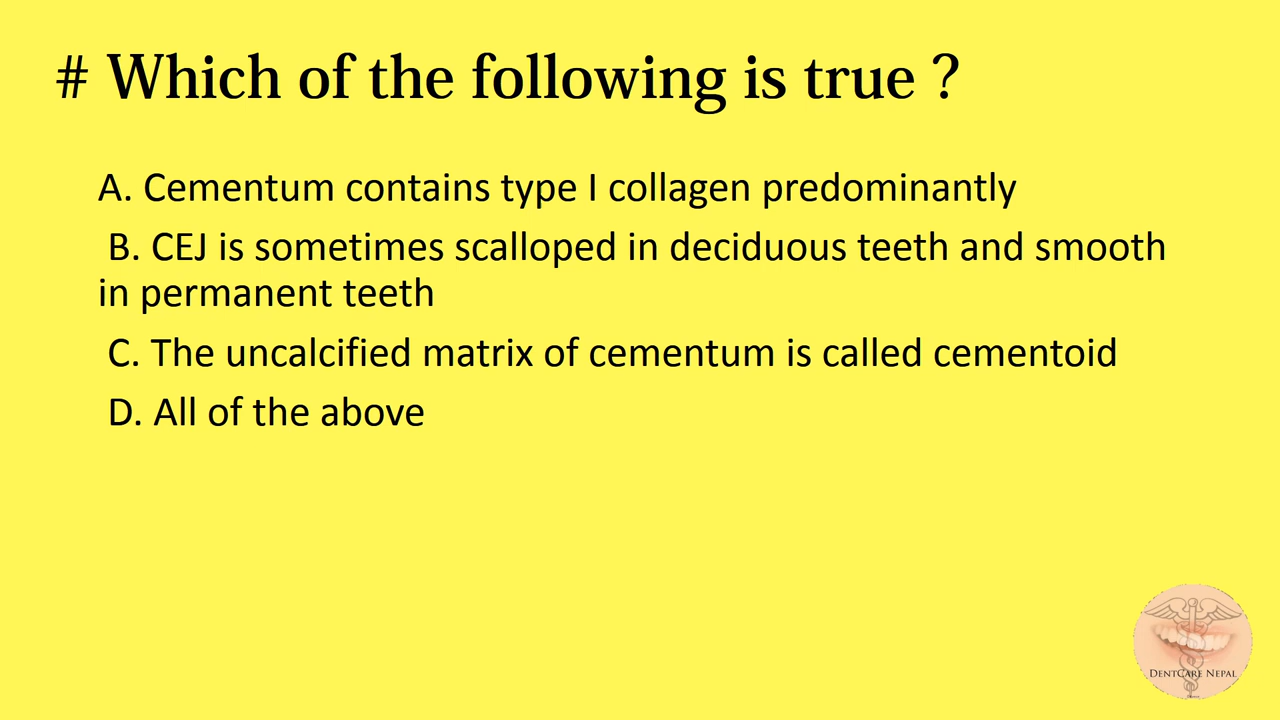 # Which of the following is true ?
A. Cementum contains type I collagen predominantly
B. CEJ is sometimes scalloped in deciduous teeth and smooth
in permanent teeth
C. The uncalcified matrix of cementum is called cementoid
D. All of the above
DentCare Nepal